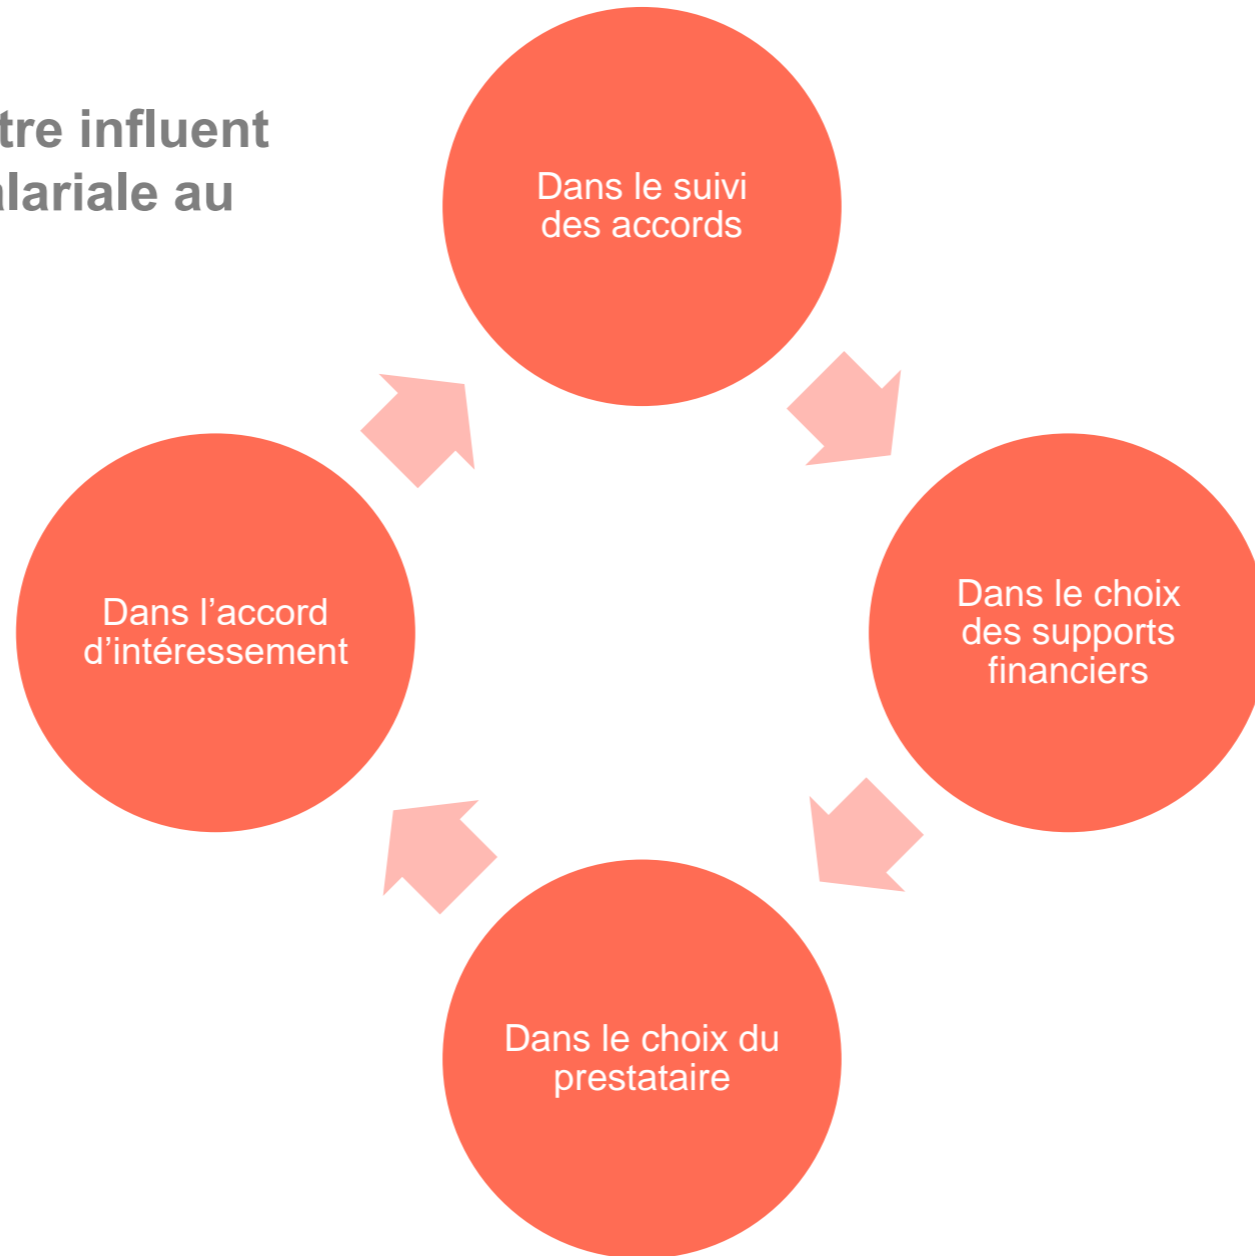 tre influent
alariale au
Dans le suivi
des accords
Dans l’accord
d’intéressement
Dans le choix
des supports
financiers
Dans le choix du
prestataire